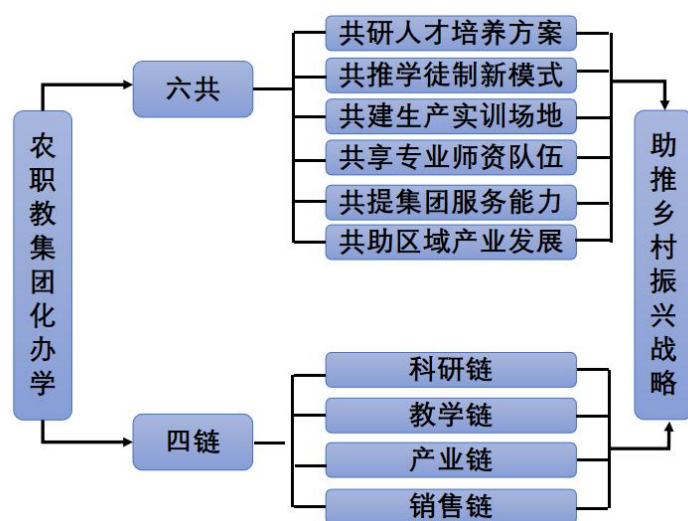 农职教集团化办学
六共
共研人才培养方案
共推学徒制新模式
共建生产实训场地
共享专业师资队伍
共提集团服务能力
共助区域产业发展
四链
科研链
教学链
产业链
销售链
助推乡村振兴战略